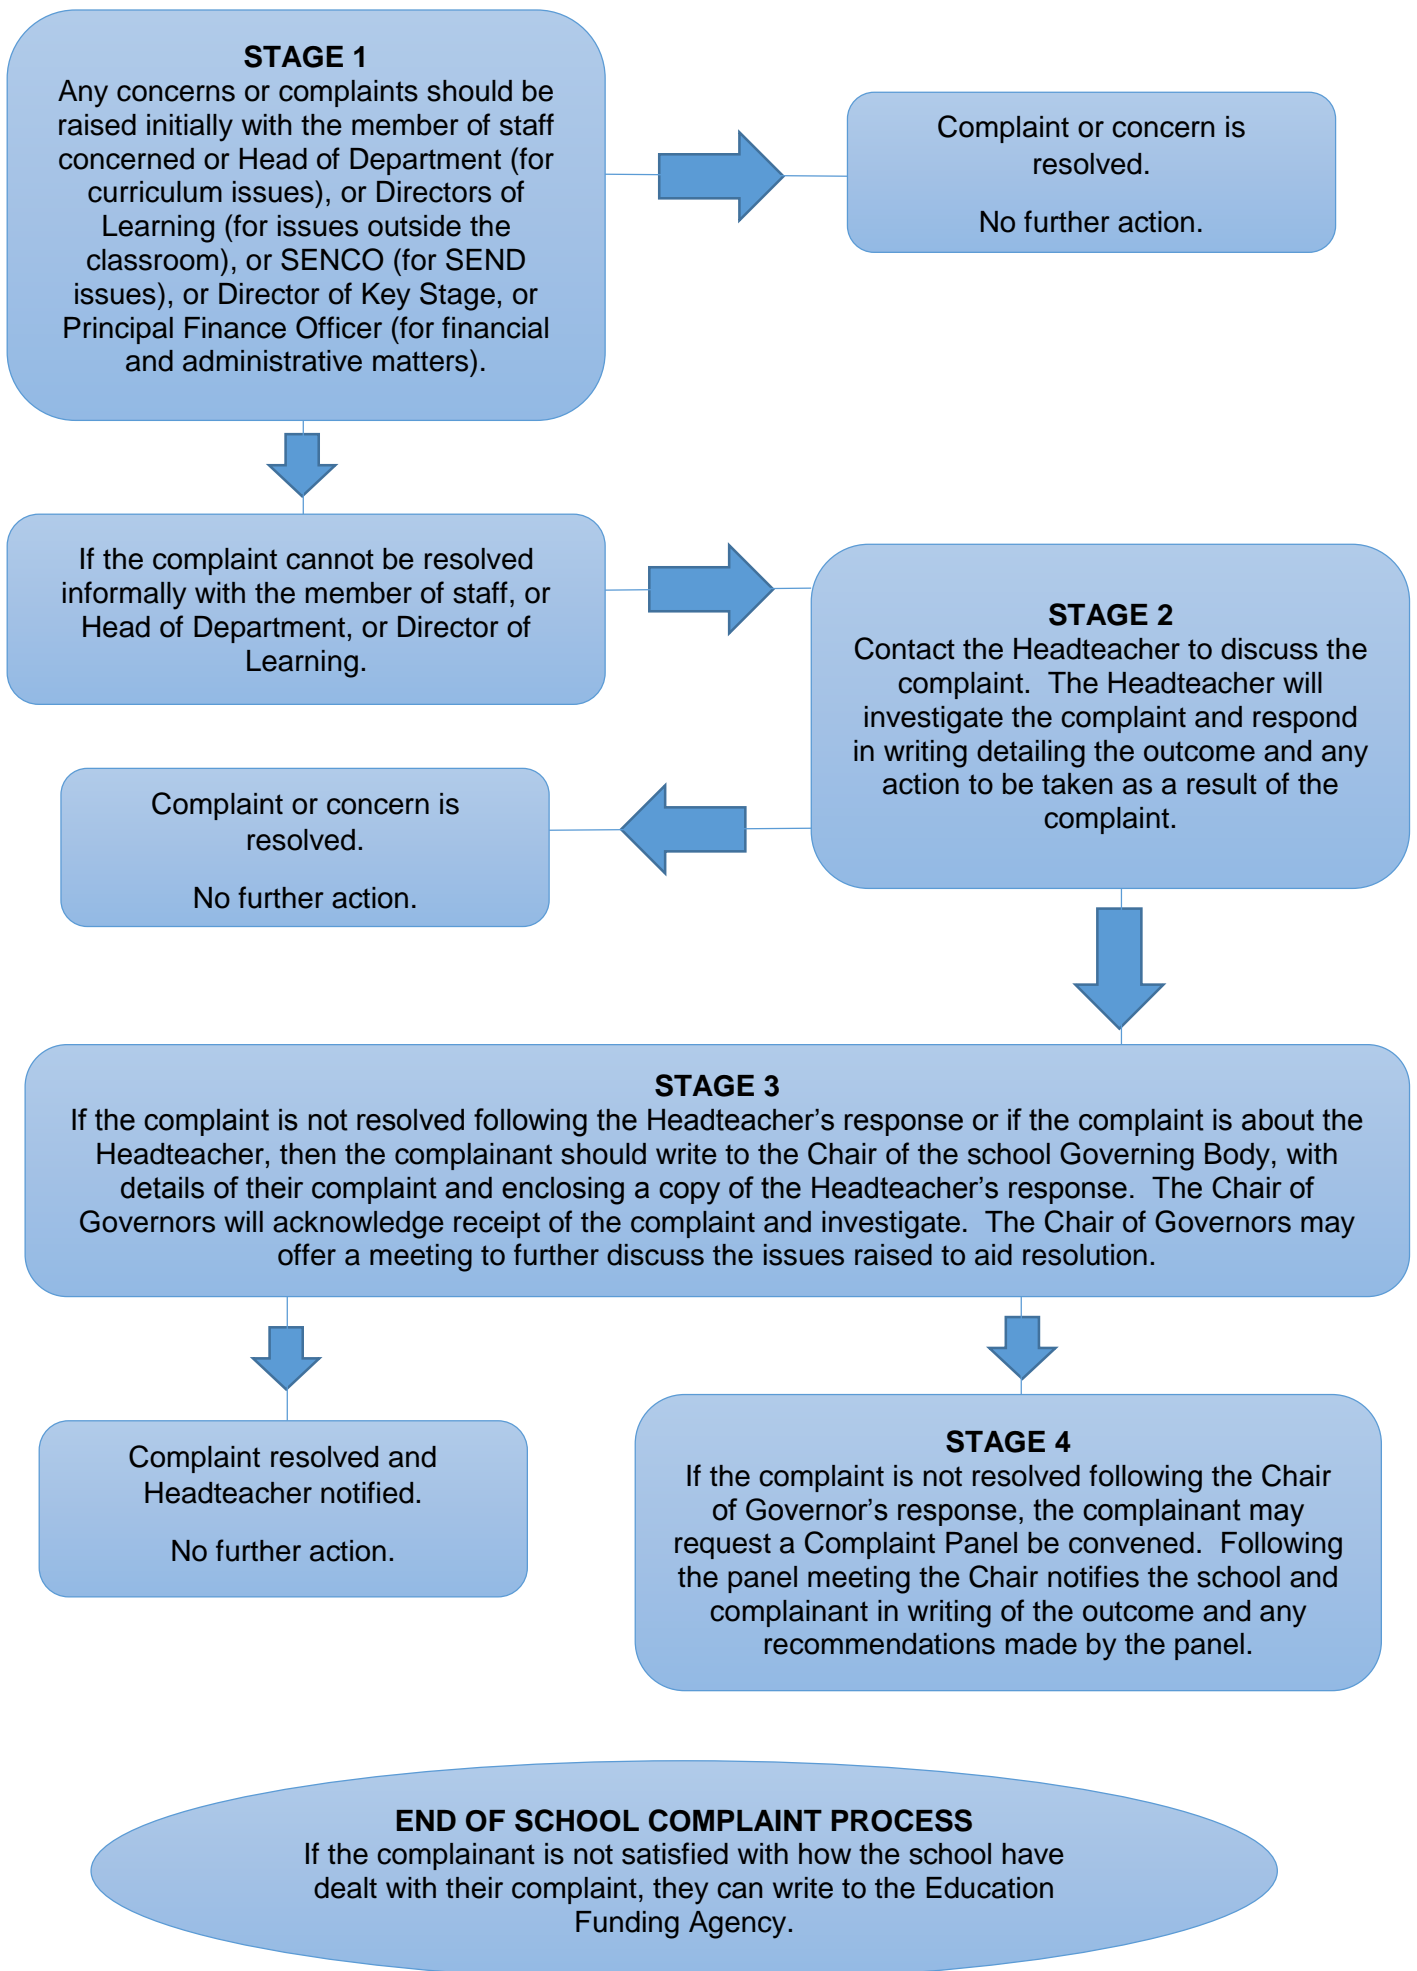 STAGE 1
Any concerns or complaints should be
raised initially with the member of staff
concerned or Head of Department (for
curriculum issues), or Directors of
Learning (for issues outside the
classroom), or SENCO (for SEND
issues), or Director of Key Stage, or
Principal Finance Officer (for financial
and administrative matters).
Complaint or concern is
resolved.
No further action.
If the complaint cannot be resolved
informally with the member of staff, or
Head of Department, or Director of
Learning.
STAGE 2
Contact the Headteacher to discuss the
complaint.  The Headteacher will
investigate the complaint and respond
in writing detailing the outcome and any
action to be taken as a result of the
complaint.
Complaint or concern is
resolved.
No further action.
STAGE 3
If the complaint is not resolved following the Headteacher’s response or if the complaint is about the
Headteacher, then the complainant should write to the Chair of the school Governing Body, with
details of their complaint and enclosing a copy of the Headteacher’s response.  The Chair of
Governors will acknowledge receipt of the complaint and investigate.  The Chair of Governors may
offer a meeting to further discuss the issues raised to aid resolution.
Complaint resolved and
Headteacher notified.
No further action.
STAGE 4
If the complaint is not resolved following the Chair
of Governor’s response, the complainant may
request a Complaint Panel be convened.  Following
the panel meeting the Chair notifies the school and
complainant in writing of the outcome and any
recommendations made by the panel.
END OF SCHOOL COMPLAINT PROCESS
If the complainant is not satisfied with how the school have
dealt with their complaint, they can write to the Education
Funding Agency.